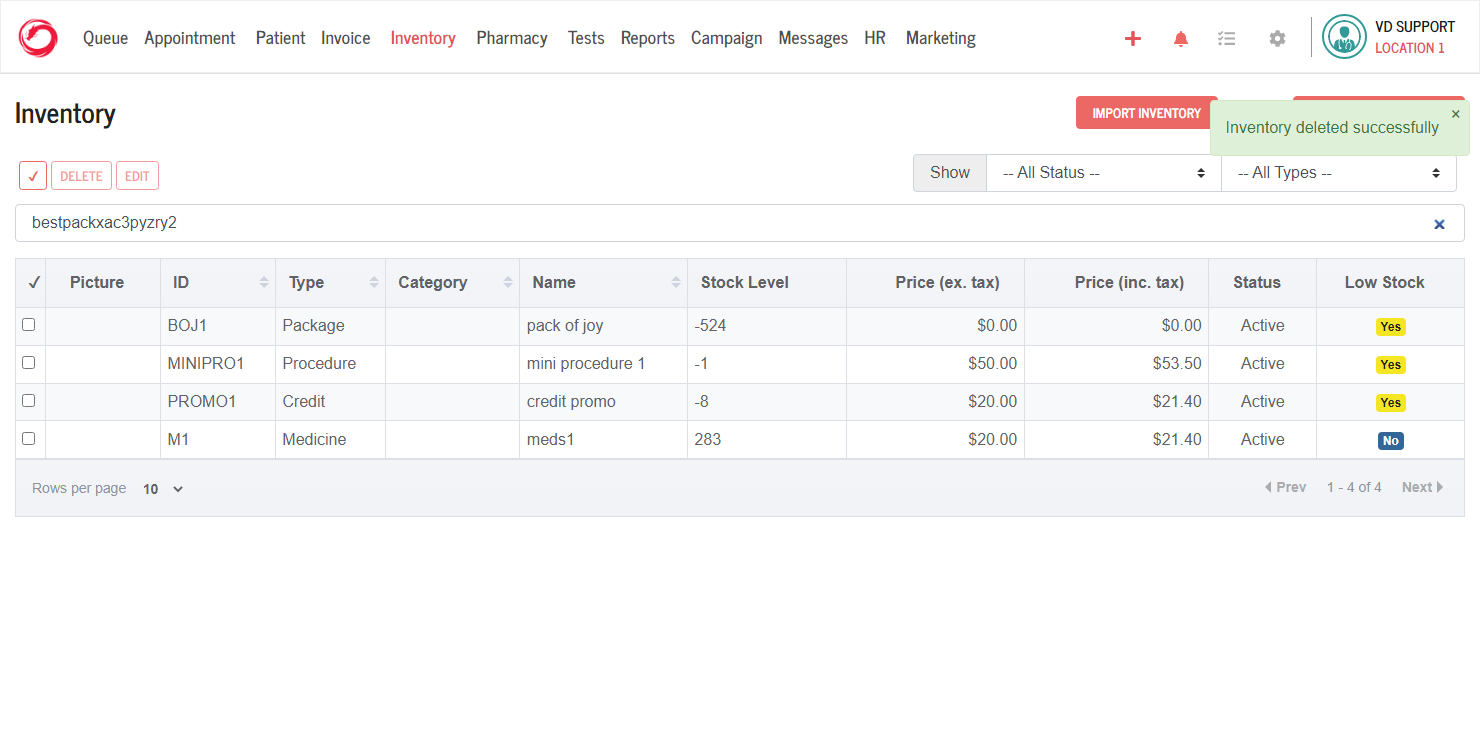 Queue Appointment Patient Invoice Inventory Pharmacy Tests Reports Campaign Messages HR Marketing
VD SUPPORT
LOCATION 1
Inventory
IMPORT INVENTORY
Inventory deleted successfully ×
✓ DELETE EDIT
Show -- All Status -- -- All Types --
bestpackxac3pyzry2
✓ Picture ID Type Category Name Stock Level Price (ex. tax) Price (inc. tax) Status Low Stock
BOJ1 Package pack of joy -524 $0.00 $0.00 Active Yes
MINIPRO1 Procedure mini procedure 1 -1 $50.00 $53.50 Active Yes
PROMO1 Credit credit promo -8 $20.00 $21.40 Active Yes
M1 Medicine meds1 283 $20.00 $21.40 Active No
Rows per page 10 Prev 1 - 4 of 4 Next